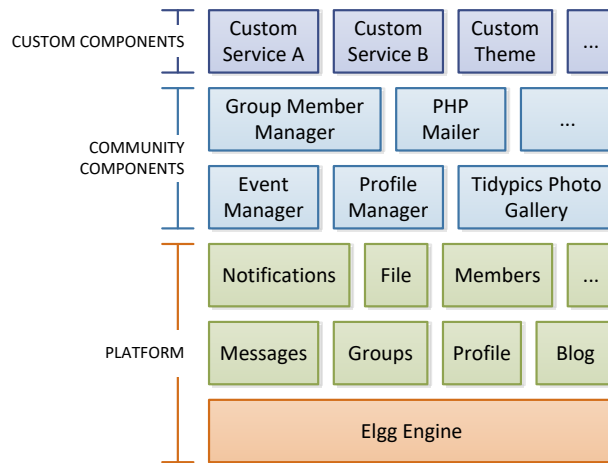 CUSTOM COMPONENTS
Custom
Service A
Custom
Service B
Custom
Theme
...
COMMUNITY
COMPONENTS
Group Member
Manager
PHP
Mailer
...
Event
Manager
Profile
Manager
Tidypics Photo
Gallery
PLATFORM
Notifications
File
Members
...
Messages
Groups
Profile
Blog
Elgg Engine